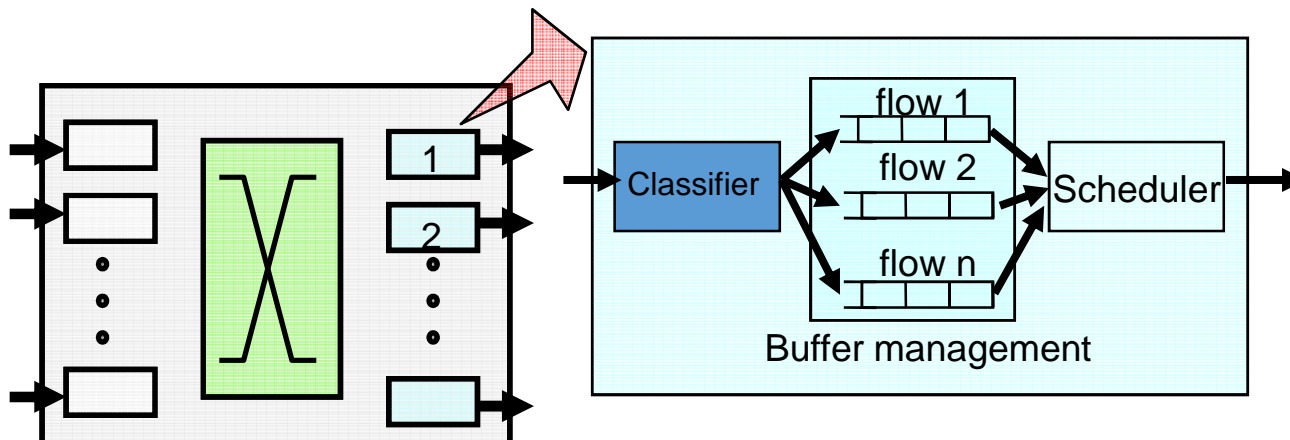 1
2
Classifier
flow 1
flow 2
flow n
Scheduler
Buffer management